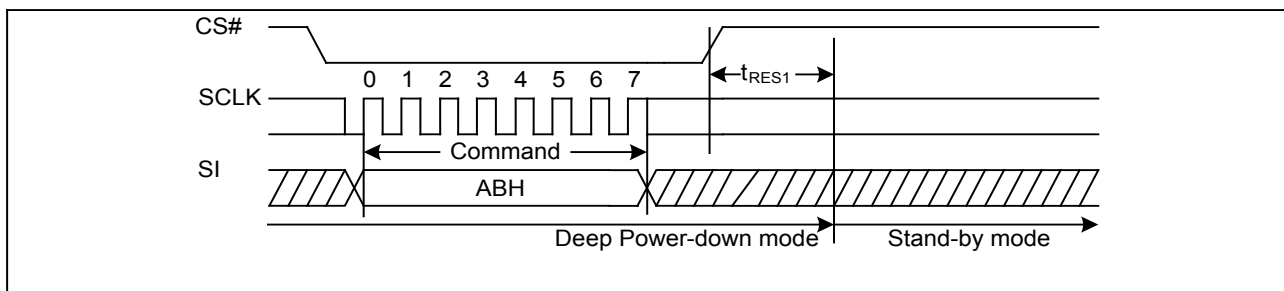 CS#
tRES1
0 1 2 3 4 5 6 7
SCLK
Command
SI
ABH
Deep Power-down mode Stand-by mode